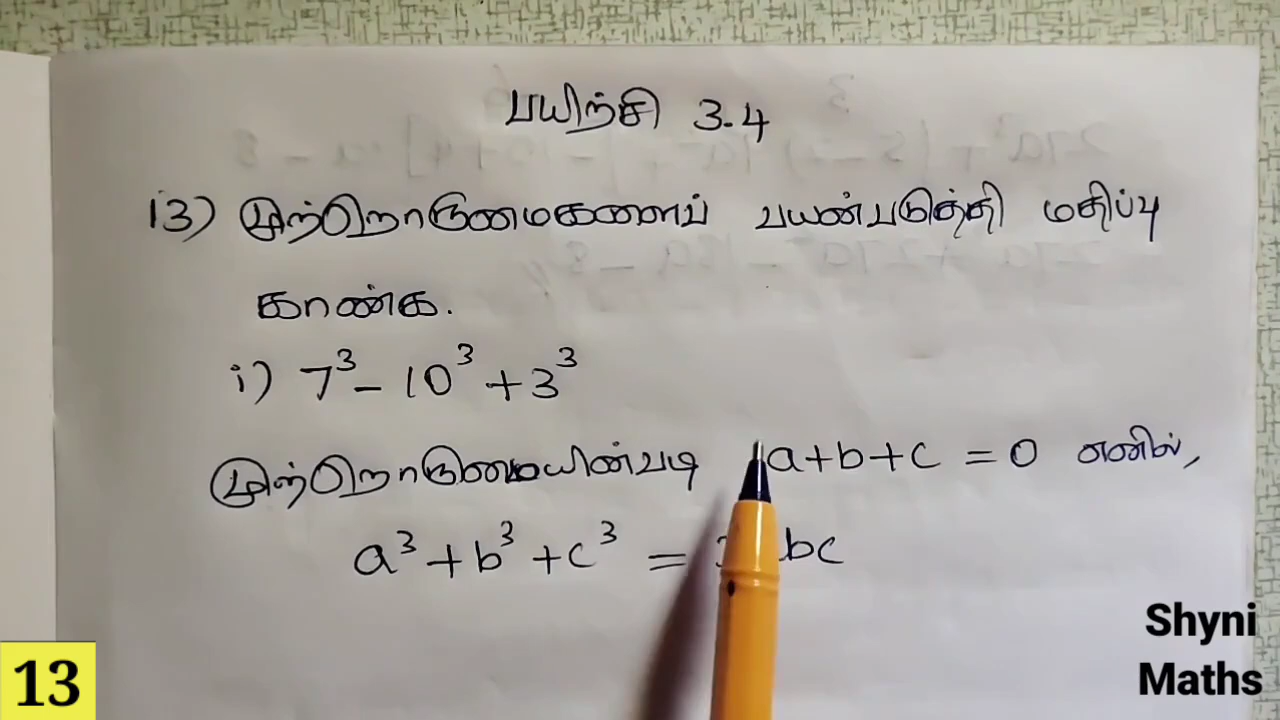 பயிற்சி 3.4
13) முற்றொருமைகளைப் பயன்படுத்தி மதிப்பு
காண்க.
i) 7³ - 10³ + 3³
முற்றொருமையின்படி a+b+c = 0 எனில்,
a³ + b³ + c³ = bc
Shyni
Maths
13